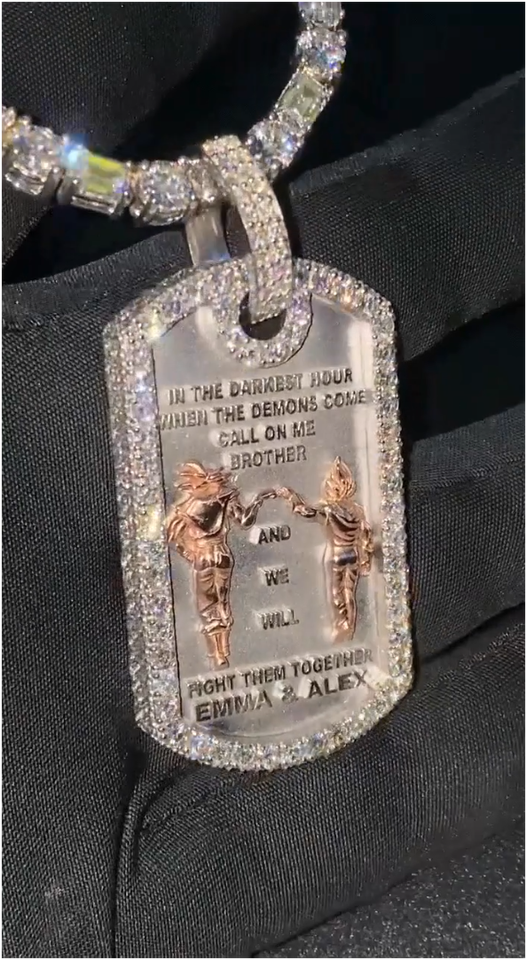 IN THE DARKEST HOUR
WHEN THE DEMONS COME
CALL ON ME
BROTHER
AND
WE
WILL
FIGHT THEM TOGETHER
EMMA & ALEX